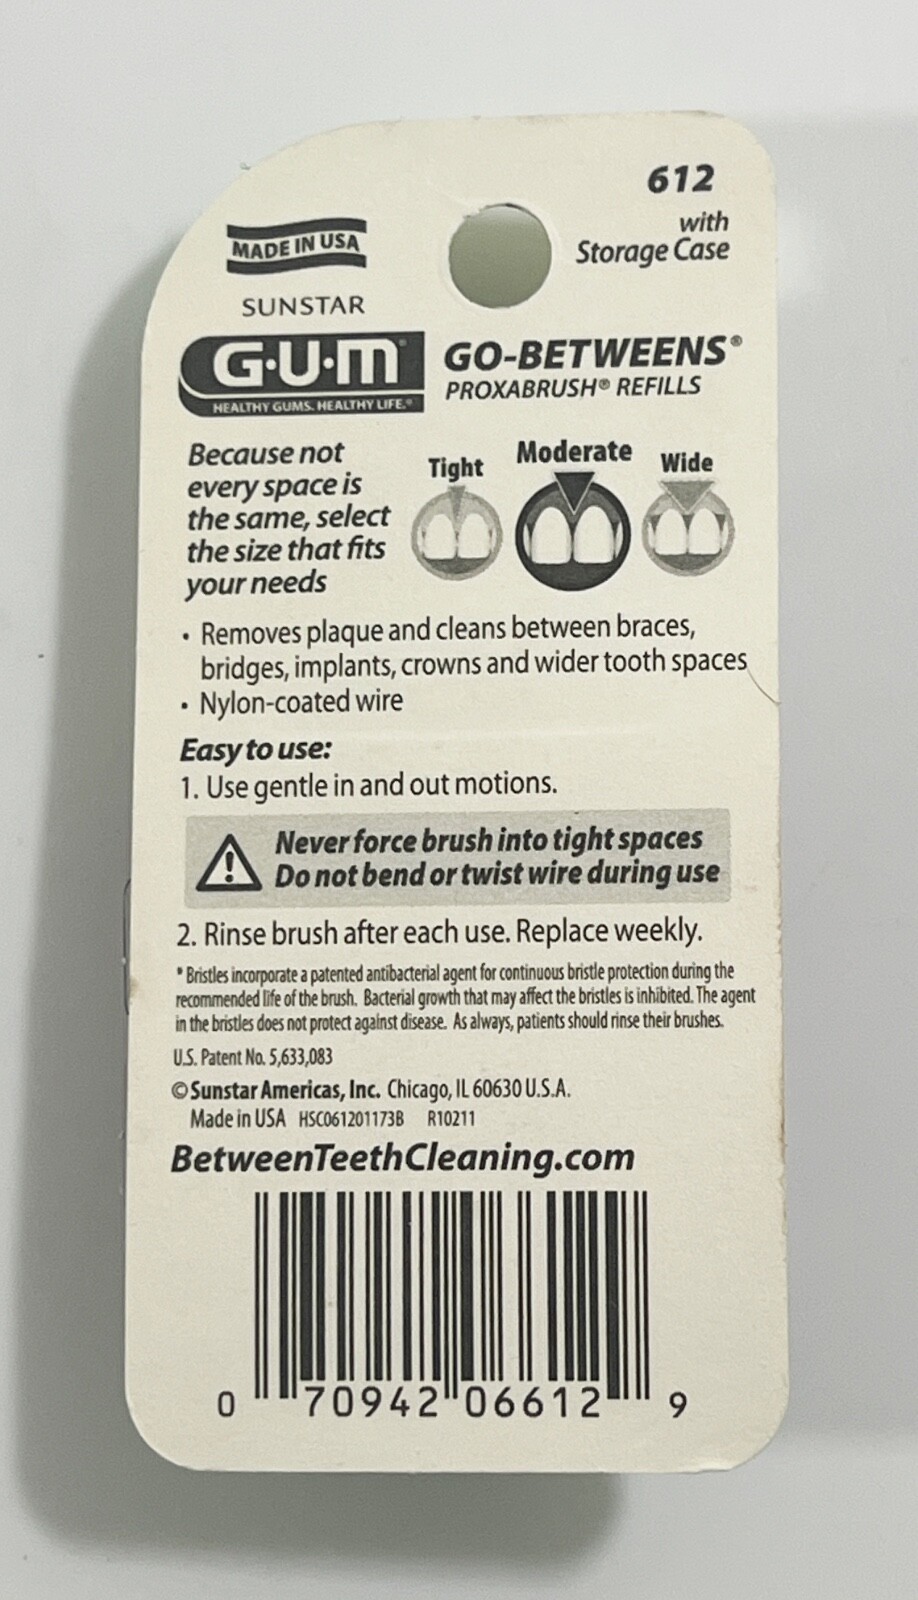 612
with
Storage Case
MADE IN USA
SUNSTAR
G·U·M®
HEALTHY GUMS. HEALTHY LIFE.®
GO-BETWEENS®
PROXABRUSH® REFILLS
Because not
every space is
the same, select
the size that fits
your needs
Tight
Moderate
Wide
• Removes plaque and cleans between braces,
bridges, implants, crowns and wider tooth spaces
• Nylon-coated wire
Easy to use:
1. Use gentle in and out motions.
Never force brush into tight spaces
Do not bend or twist wire during use
2. Rinse brush after each use. Replace weekly.
* Bristles incorporate a patented antibacterial agent for continuous bristle protection during the
recommended life of the brush. Bacterial growth that may affect the bristles is inhibited. The agent
in the bristles does not protect against disease. As always, patients should rinse their brushes.
U.S. Patent No. 5,633,083
© Sunstar Americas, Inc. Chicago, IL 60630 U.S.A.
Made in USA HSC061201173B R10211
BetweenTeethCleaning.com
0 70942 06612 9